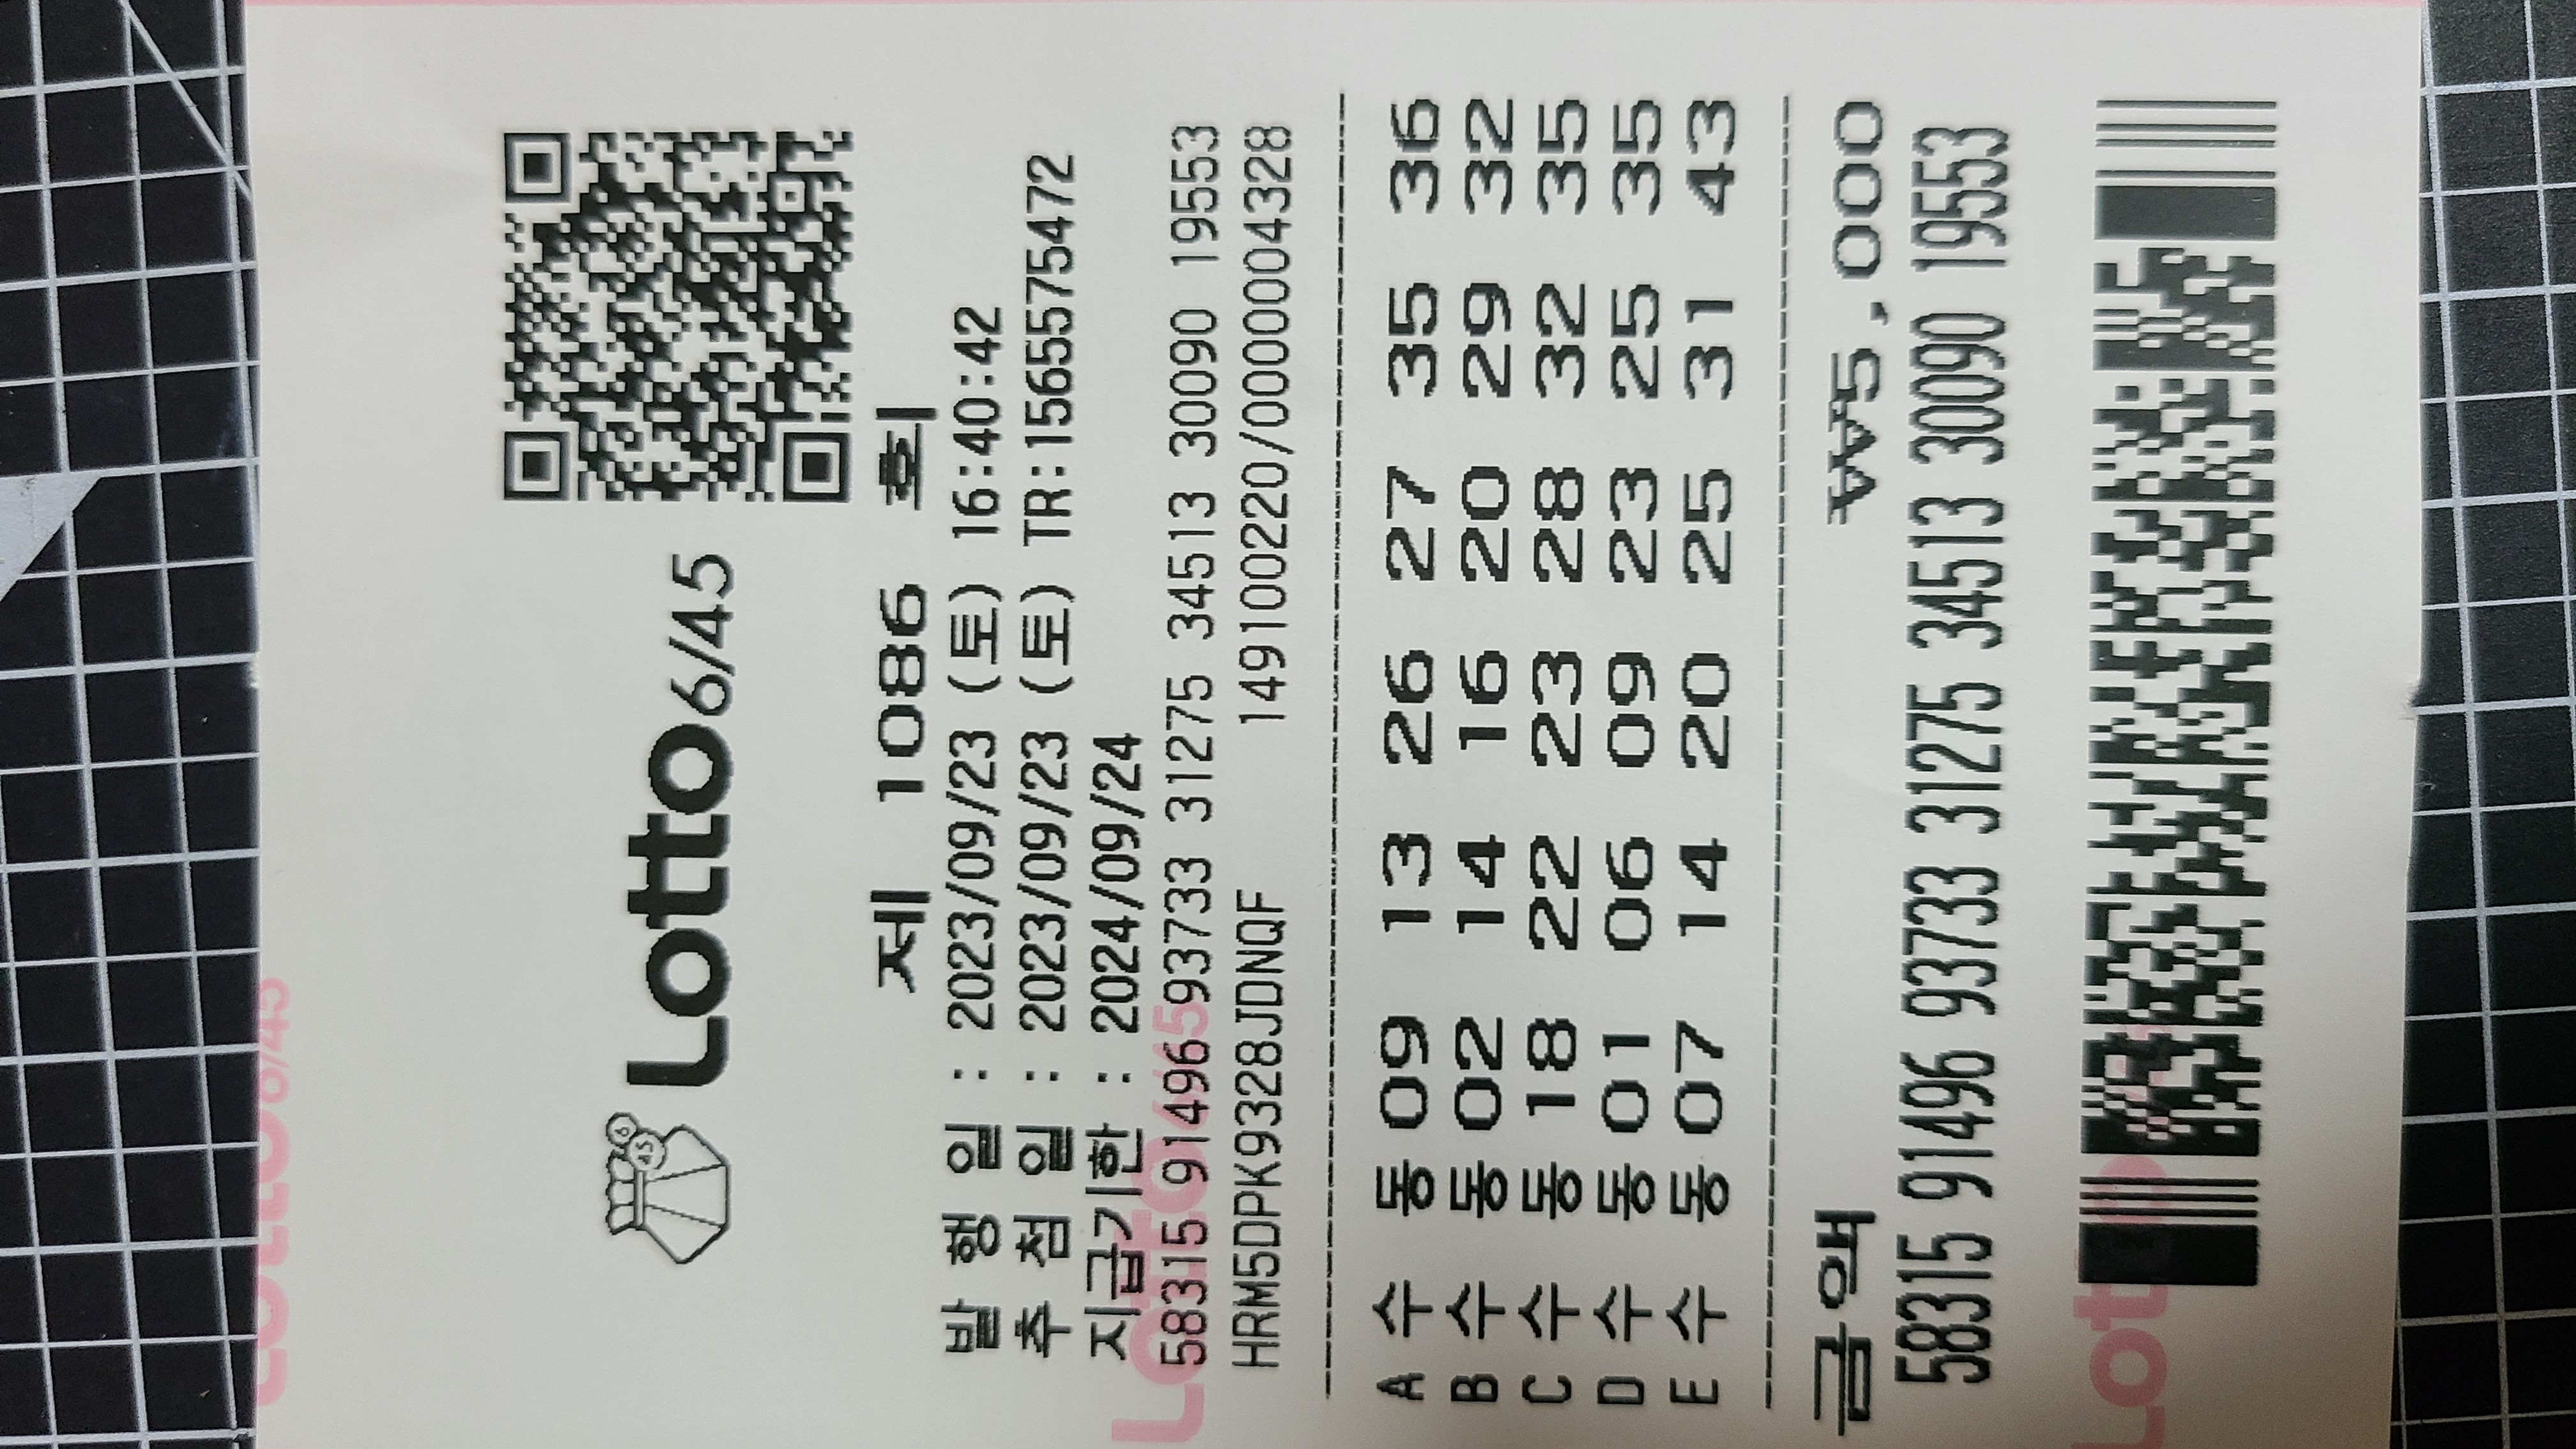 Lotto6/45
제 1086 회
발 행 일 : 2023/09/23 (토) 16:40:42
추 첨 일 : 2023/09/23 (토) TR:1565575472
지급기한 : 2024/09/24
58315 91496 93733 31275 34513 30090 19553
HRM5DPK9328JDNQF 149100220/0000004328
A 수 동 09 13 26 27 35 36
B 수 동 02 14 16 20 29 32
C 수 동 18 22 23 28 32 35
D 수 동 01 06 09 23 25 35
E 수 동 07 14 20 25 31 43
금액 ₩5,000
58315 91496 93733 31275 34513 30090 19553